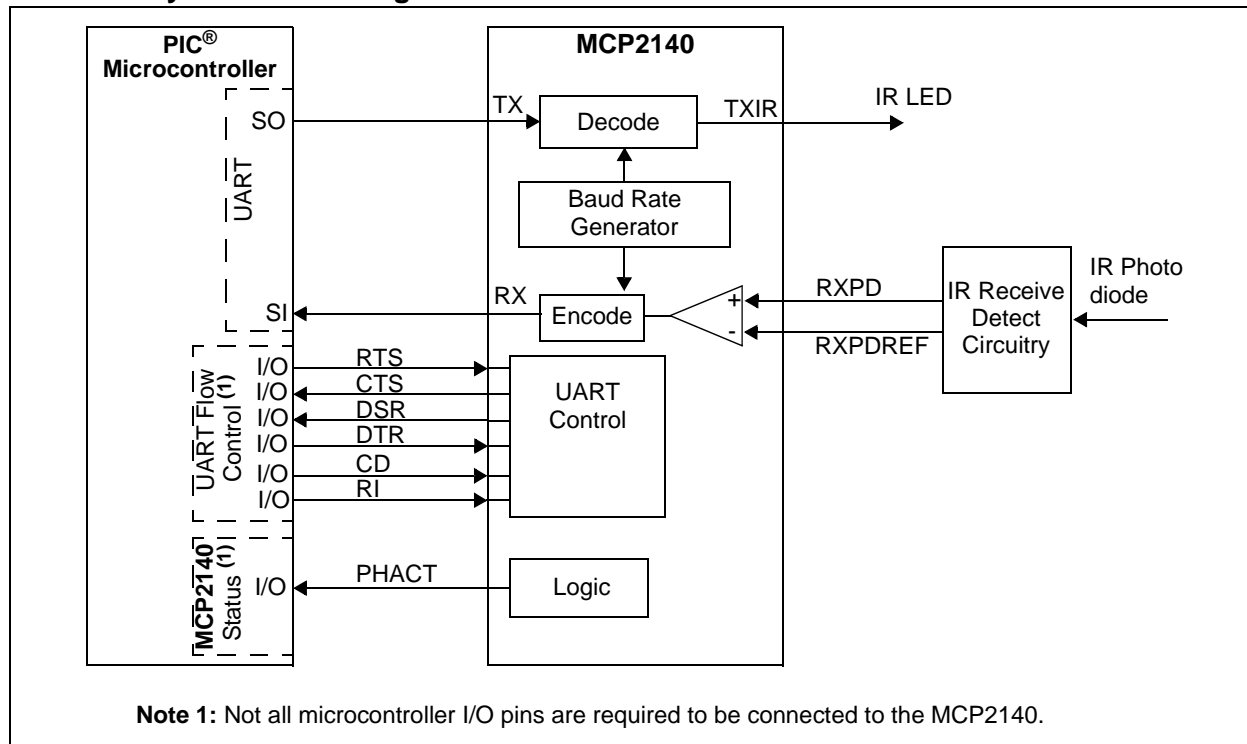 PIC®
Microcontroller
MCP2140
UART
SO
TX
Decode
TXIR
IR LED
Baud Rate
Generator
SI
RX
Encode
+
-
RXPD
RXPDREF
IR Receive
Detect
Circuitry
IR Photo
diode
UART Flow
Control (1)
I/O
RTS
I/O
CTS
I/O
DSR
I/O
DTR
I/O
CD
I/O
RI
UART
Control
MCP2140
Status (1)
I/O
PHACT
Logic
Note 1: Not all microcontroller I/O pins are required to be connected to the MCP2140.